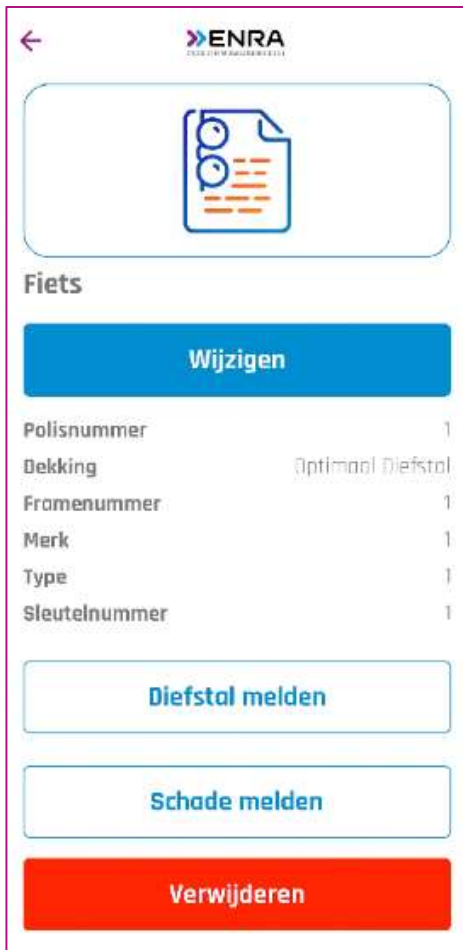 ENRA
Fiets
Wijzigen
Polisnummer 1
Dekking Optimaal Diefstal
Framenummer 1
Merk 1
Type 1
Sleutelnummer 1
Diefstal melden
Schade melden
Verwijderen